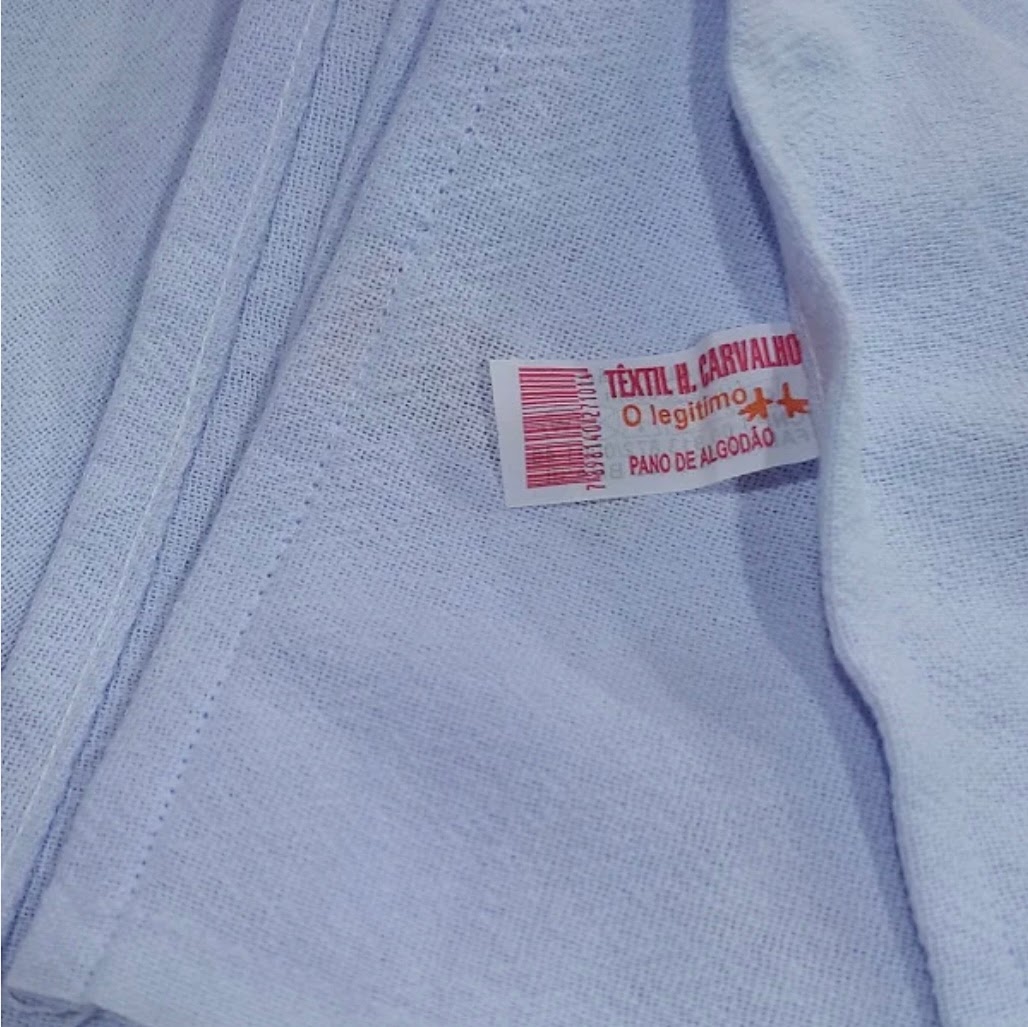 TÊXTIL H. CARVALHO
O legítimo
PANO DE ALGODÃO